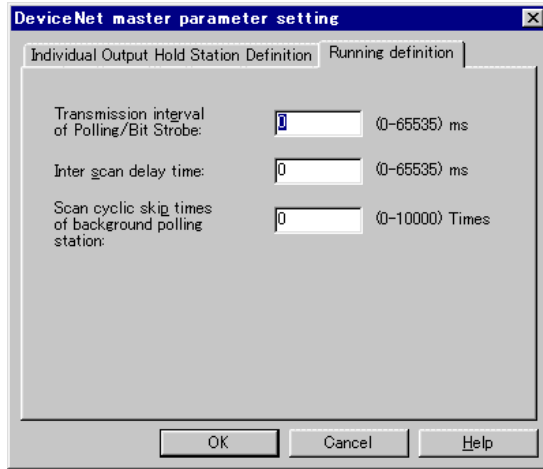 DeviceNet master parameter setting
Individual Output Hold Station Definition
Running definition
Transmission interval
of Polling/Bit Strobe:
0
(0-65535) ms
Inter scan delay time:
0
(0-65535) ms
Scan cyclic skip times
of background polling
station:
0
(0-10000) Times
OK
Cancel
Help